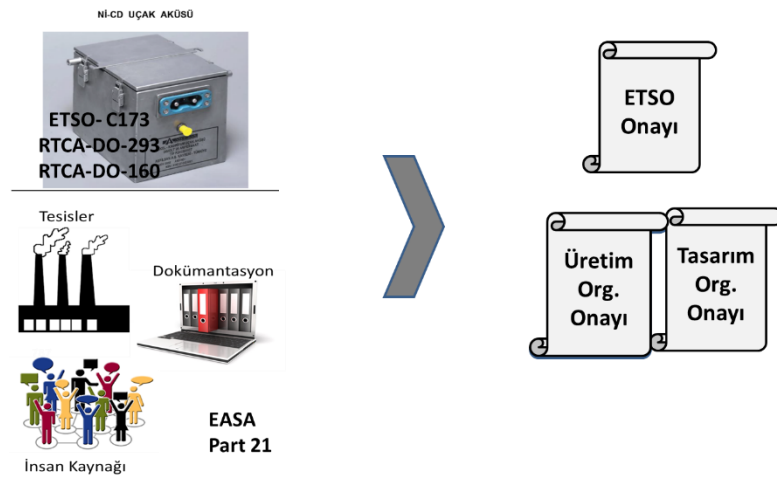 Nİ-CD UÇAK AKÜSÜ
ETSO- C173
RTCA-DO-293
RTCA-DO-160
Tesisler
Dokümantasyon
İnsan Kaynağı
EASA
Part 21
ETSO
Onayı
Üretim
Org.
Onayı
Tasarım
Org.
Onayı